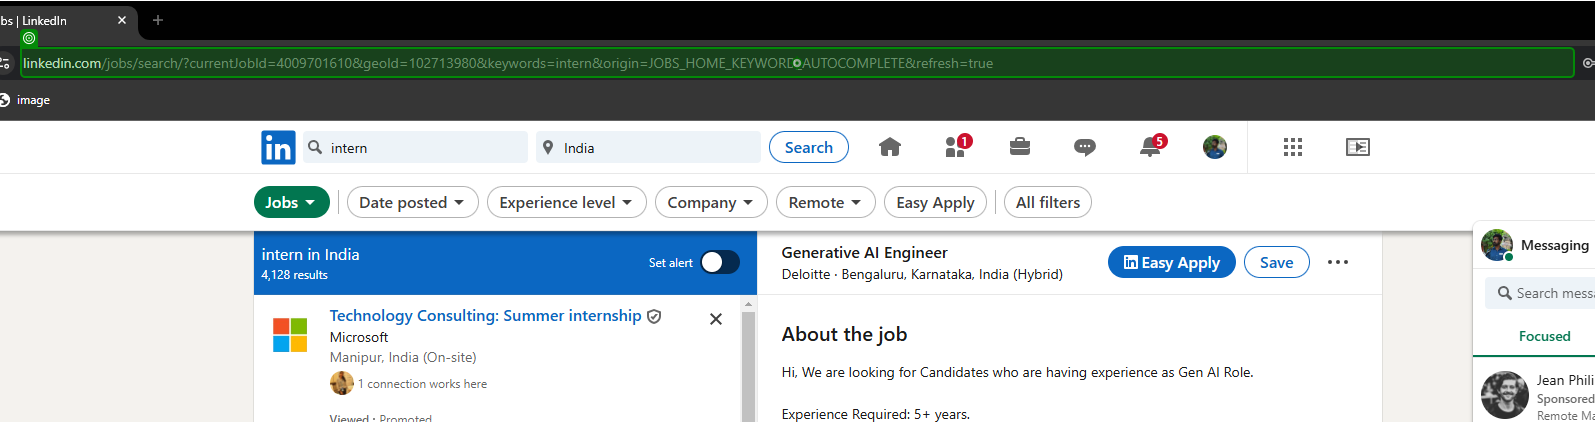 bs | LinkedIn
linkedin.com/jobs/search/?currentJobId=4009701610&geoId=102713980&keywords=intern&origin=JOBS_HOME_KEYWORD_AUTOCOMPLETE&refresh=true
image
in intern India Search 1 5
Jobs Date posted Experience level Company Remote Easy Apply All filters
intern in India
4,128 results
Set alert
Technology Consulting: Summer internship
Microsoft
Manipur, India (On-site)
1 connection works here
Viewed · Promoted
Generative AI Engineer
Deloitte · Bengaluru, Karnataka, India (Hybrid)
in Easy Apply Save
About the job
Hi, We are looking for Candidates who are having experience as Gen AI Role.
Experience Required: 5+ years.
Messaging
Search messa
Focused
Jean Phili
Sponsored
Remote Ma